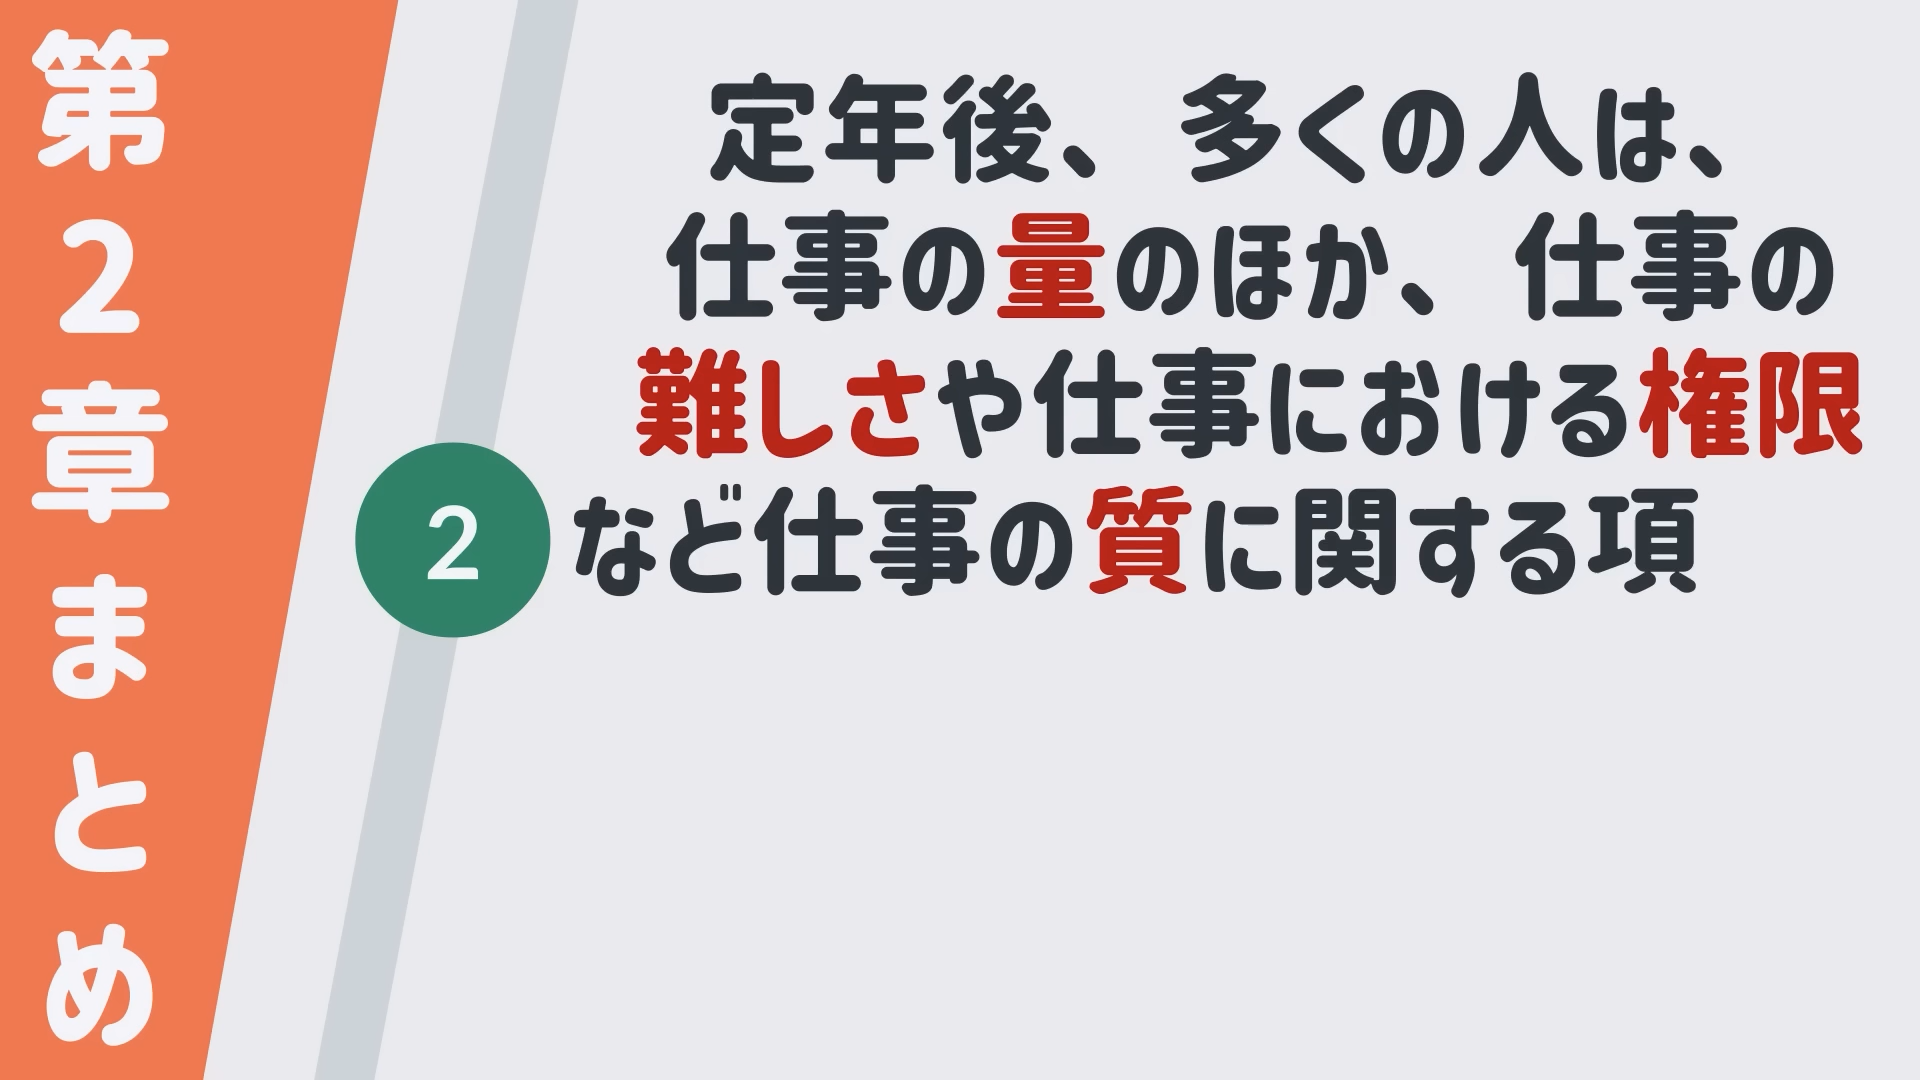 第2章まとめ
2
定年後、多くの人は、
仕事の量のほか、仕事の
難しさや仕事における権限
など仕事の質に関する項